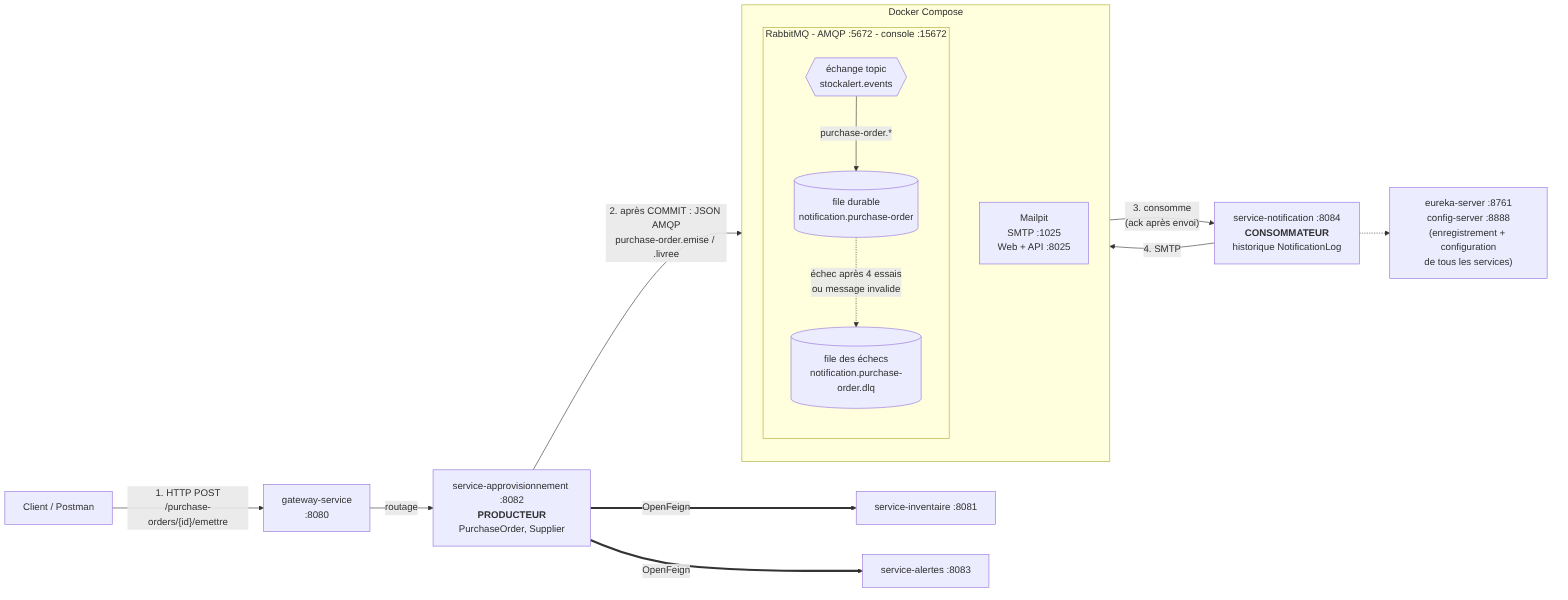 Docker Compose
RabbitMQ - AMQP :5672 - console :15672
échange topic
stockalert.events
purchase-order.*
file durable
notification.purchase-order
échec après 4 essais
ou message invalide
file des échecs
notification.purchase-
order.dlq
Mailpit
SMTP :1025
Web + API :8025
3. consomme
(ack après envoi)
4. SMTP
service-notification :8084
CONSOMMATEUR
historique NotificationLog
eureka-server :8761
config-server :8888
(enregistrement +
configuration
de tous les services)
2. après COMMIT : JSON
AMQP
purchase-order.emise /
.livree
Client / Postman
1. HTTP POST
/purchase-
orders/{id}/emettre
gateway-service
:8080
routage
service-approvisionnement
:8082
PRODUCTEUR
PurchaseOrder, Supplier
OpenFeign
service-inventaire :8081
OpenFeign
service-alertes :8083